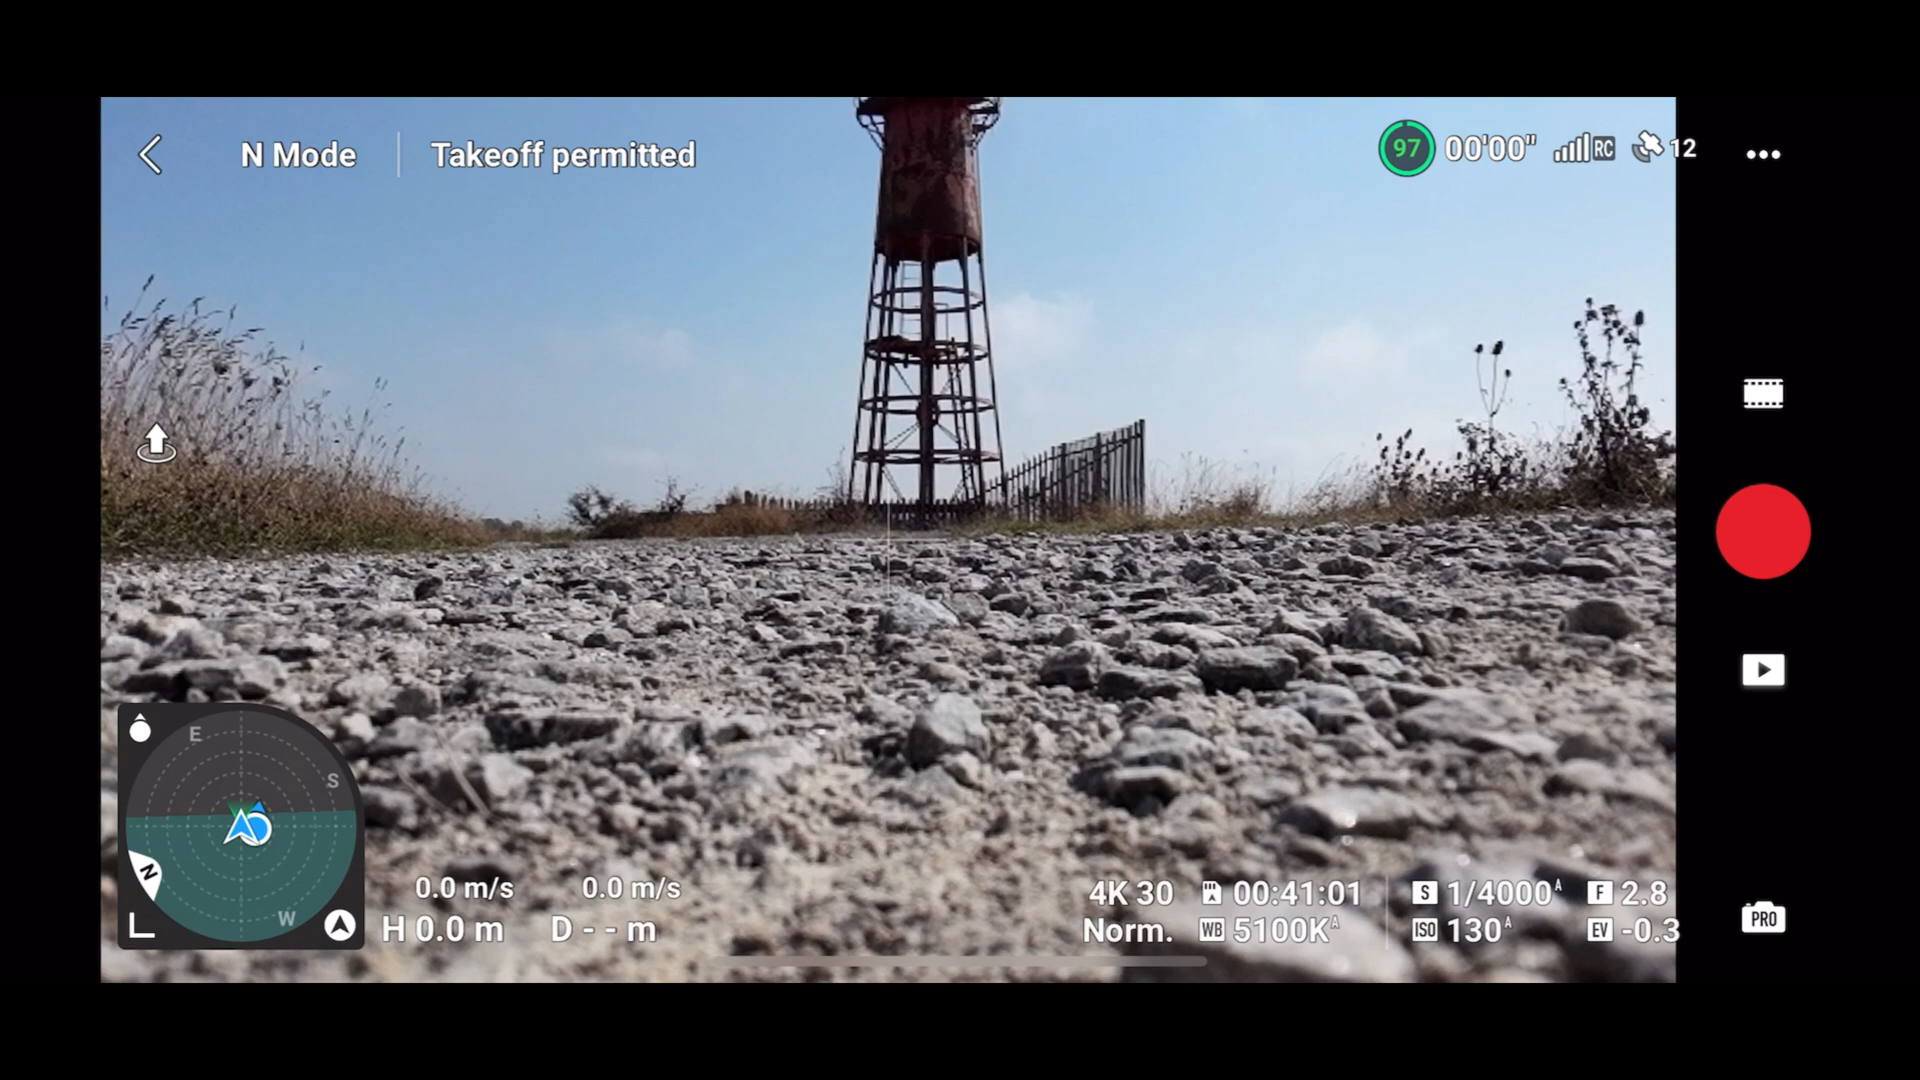 N Mode
Takeoff permitted
97
00'00"
RC
12
E
S
N
W
0.0 m/s
0.0 m/s
H 0.0 m
D - - m
4K 30
00:41:01
Norm.
WB 5100K A
S 1/4000 A
F 2.8
ISO 130 A
EV -0.3
PRO